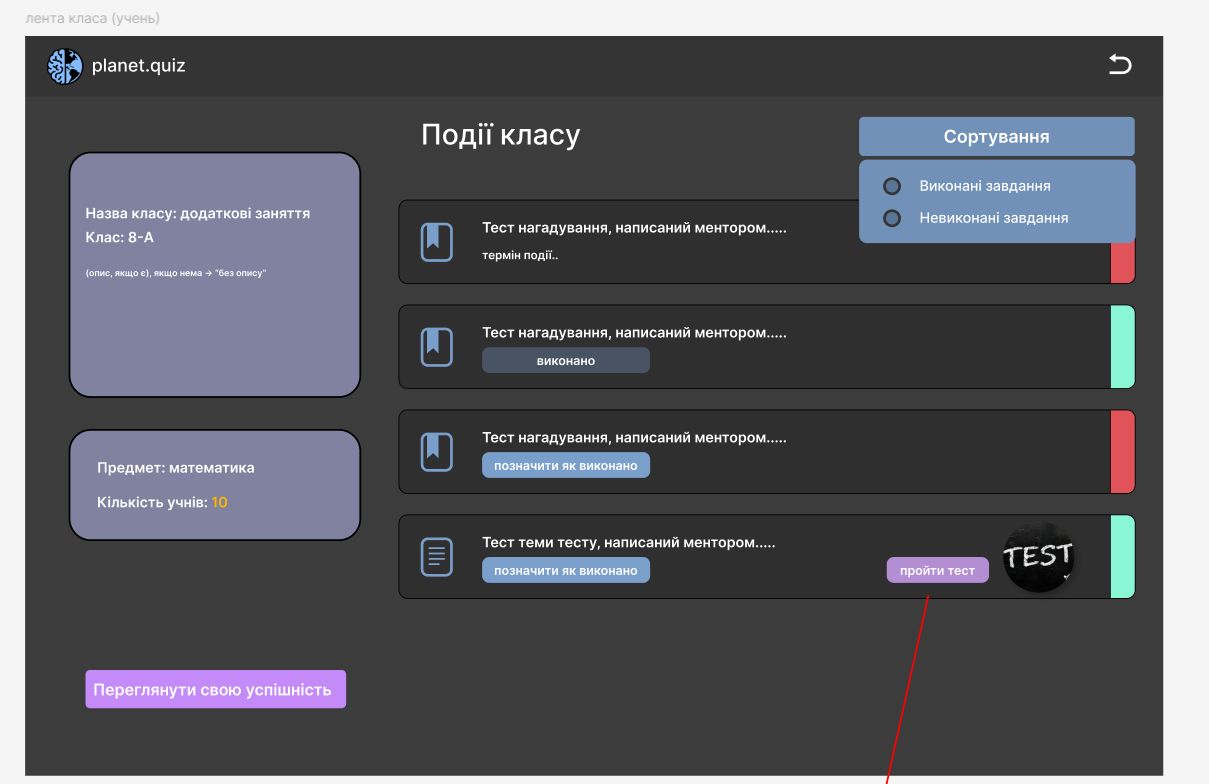 лента класа (учень)
planet.quiz
Події класу
Сортування
Виконані завдання
Невиконані завдання
Назва класу: додаткові заняття
Клас: 8-А
(опис, якщо є), якщо нема → "без опису"
Предмет: математика
Кількість учнів: 10
Переглянути свою успішність
Тест нагадування, написаний ментором.....
термін події..
Тест нагадування, написаний ментором.....
виконано
Тест нагадування, написаний ментором.....
позначити як виконано
Тест теми тесту, написаний ментором.....
позначити як виконано
пройти тест
TEST